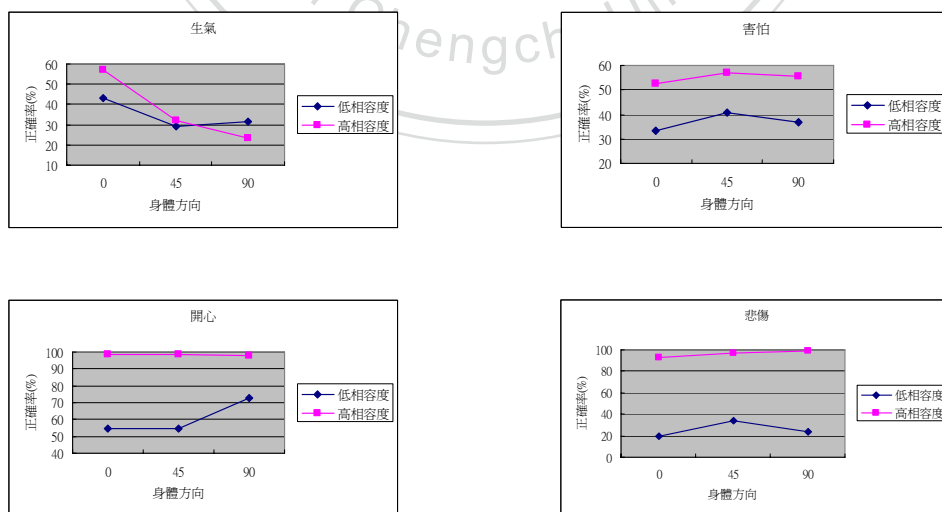 hengch
生氣
60
50
40
30
20
10
正確率(%)
0 45 90
身體方向
低相容度
高相容度
害怕
60
50
40
30
20
正確率(%)
0 45 90
身體方向
低相容度
高相容度
開心
100
90
80
70
60
50
40
正確率(%)
0 45 90
身體方向
低相容度
高相容度
悲傷
100
80
60
40
20
0
正確率(%)
0 45 90
身體方向
低相容度
高相容度